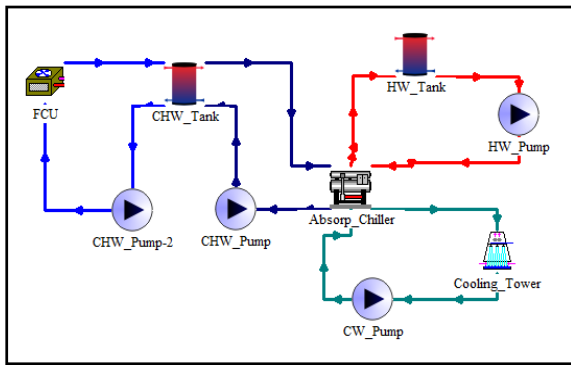 FCU
CHW_Tank
HW_Tank
HW_Pump
CHW_Pump-2
CHW_Pump
Absorp_Chiller
Cooling_Tower
CW_Pump